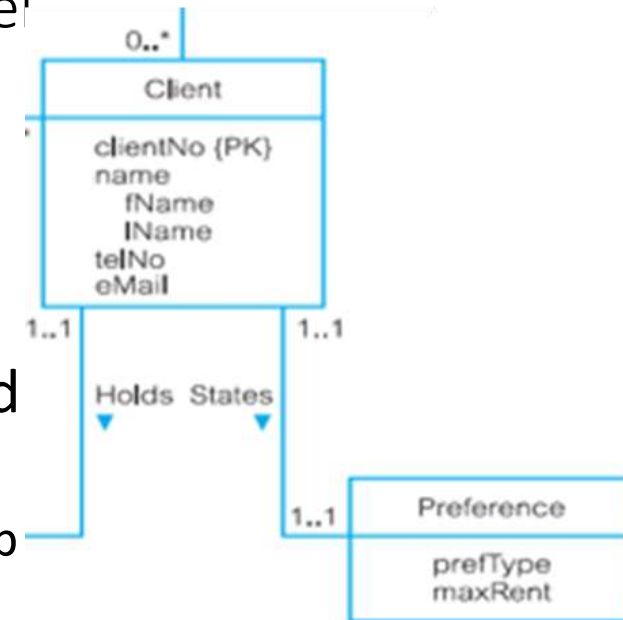 e
0..*
Client
*
clientNo {PK}
name
fName
lName
telNo
eMail
1..1
1..1
d
Holds States
p
1..1
Preference
prefType
maxRent